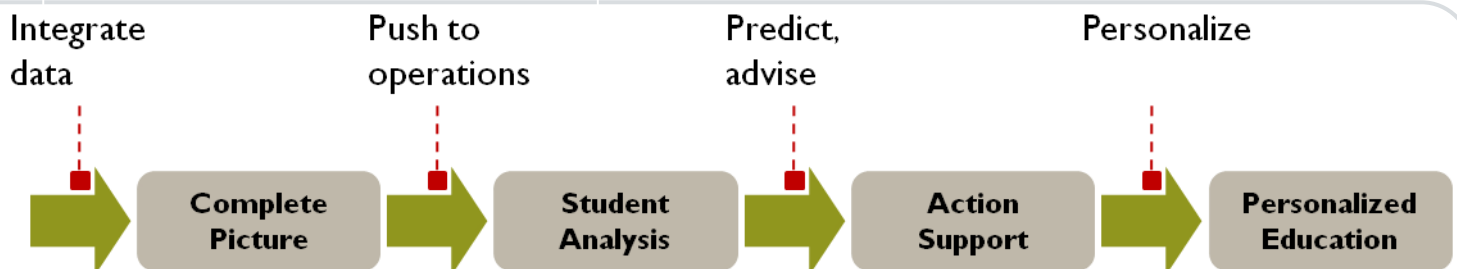 Integrate
data
Push to
operations
Predict,
advise
Personalize
Complete
Picture
Student
Analysis
Action
Support
Personalized
Education